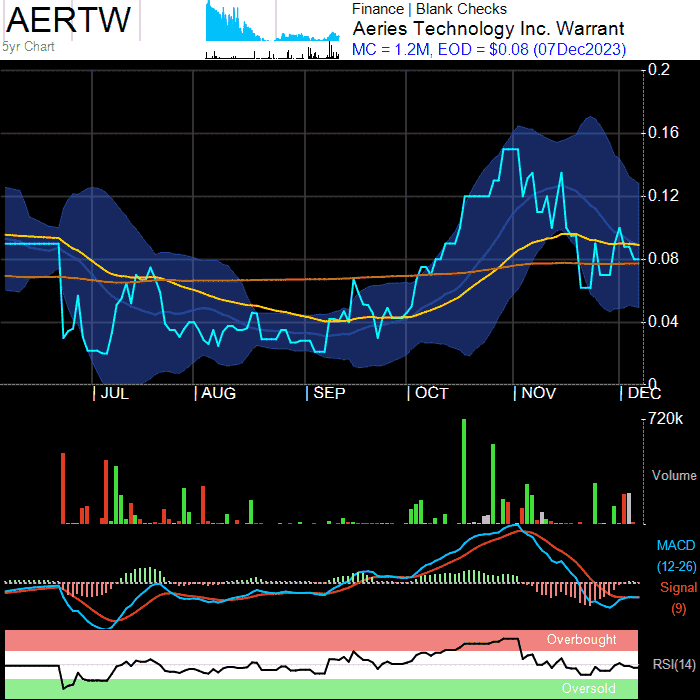 AERTW
5yr Chart
Finance | Blank Checks
Aeries Technology Inc. Warrant
MC = 1.2M, EOD = $0.08 (07Dec2023)
0.2
0.16
0.12
0.08
0.04
0
JUL AUG SEP OCT NOV DEC
720k
Volume
MACD
(12-26)
Signal
(9)
Overbought
RSI(14)
Oversold